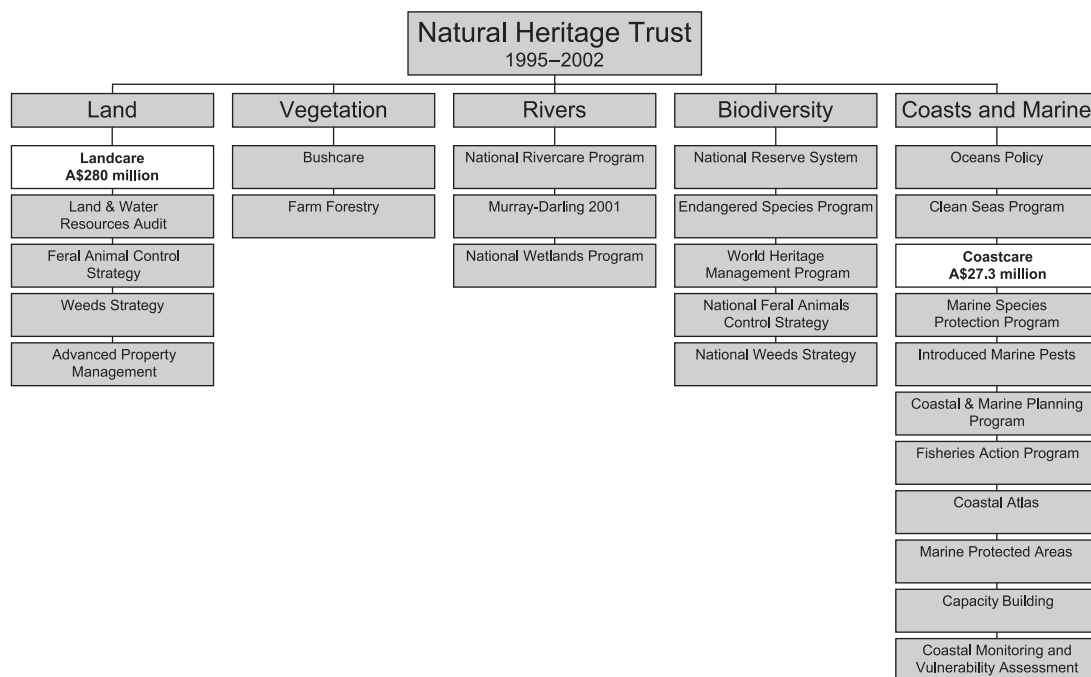 Natural Heritage Trust
1995–2002
Land
Landcare
A$280 million
Land & Water
Resources Audit
Feral Animal Control
Strategy
Weeds Strategy
Advanced Property
Management
Vegetation
Bushcare
Farm Forestry
Rivers
National Rivercare Program
Murray-Darling 2001
National Wetlands Program
Biodiversity
National Reserve System
Endangered Species Program
World Heritage
Management Program
National Feral Animals
Control Strategy
National Weeds Strategy
Coasts and Marine
Oceans Policy
Clean Seas Program
Coastcare
A$27.3 million
Marine Species
Protection Program
Introduced Marine Pests
Coastal & Marine Planning
Program
Fisheries Action Program
Coastal Atlas
Marine Protected Areas
Capacity Building
Coastal Monitoring and
Vulnerability Assessment